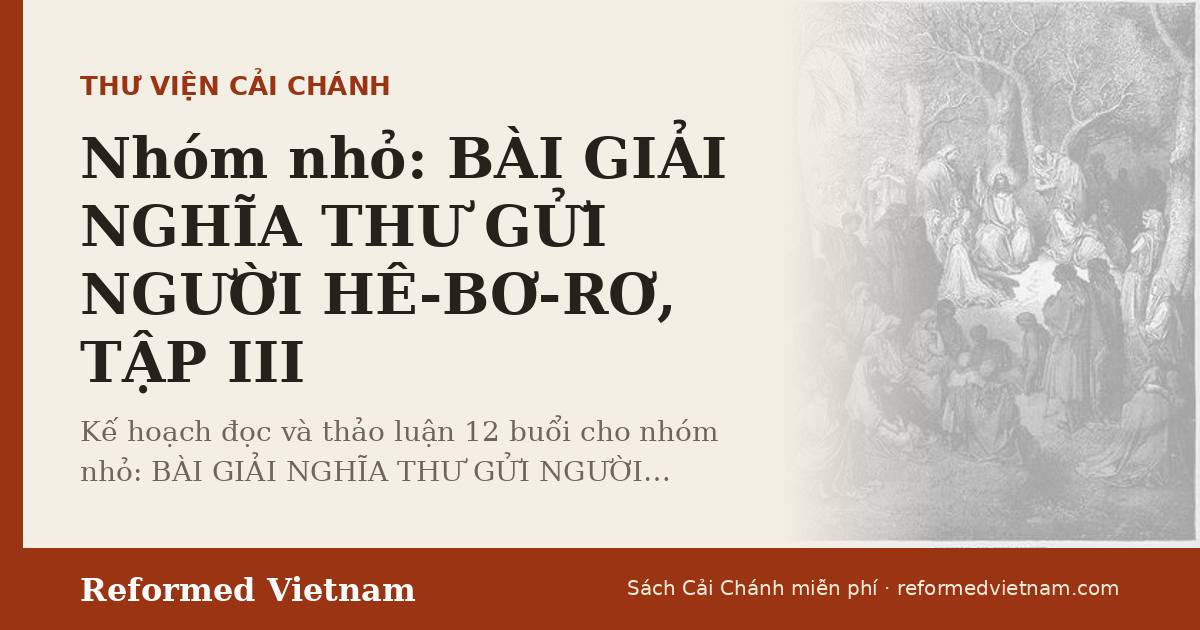 THƯ VIỆN CẢI CHÁNH
Nhóm nhỏ: BÀI GIẢI
NGHĨA THƯ GỬI
NGƯỜI HÊ-BƠ-RƠ,
TẬP III
Kế hoạch đọc và thảo luận 12 buổi cho nhóm
nhỏ: BÀI GIẢI NGHĨA THƯ GỬI NGƯỜI...
Reformed Vietnam
Sách Cải Chánh miễn phí · reformedvietnam.com